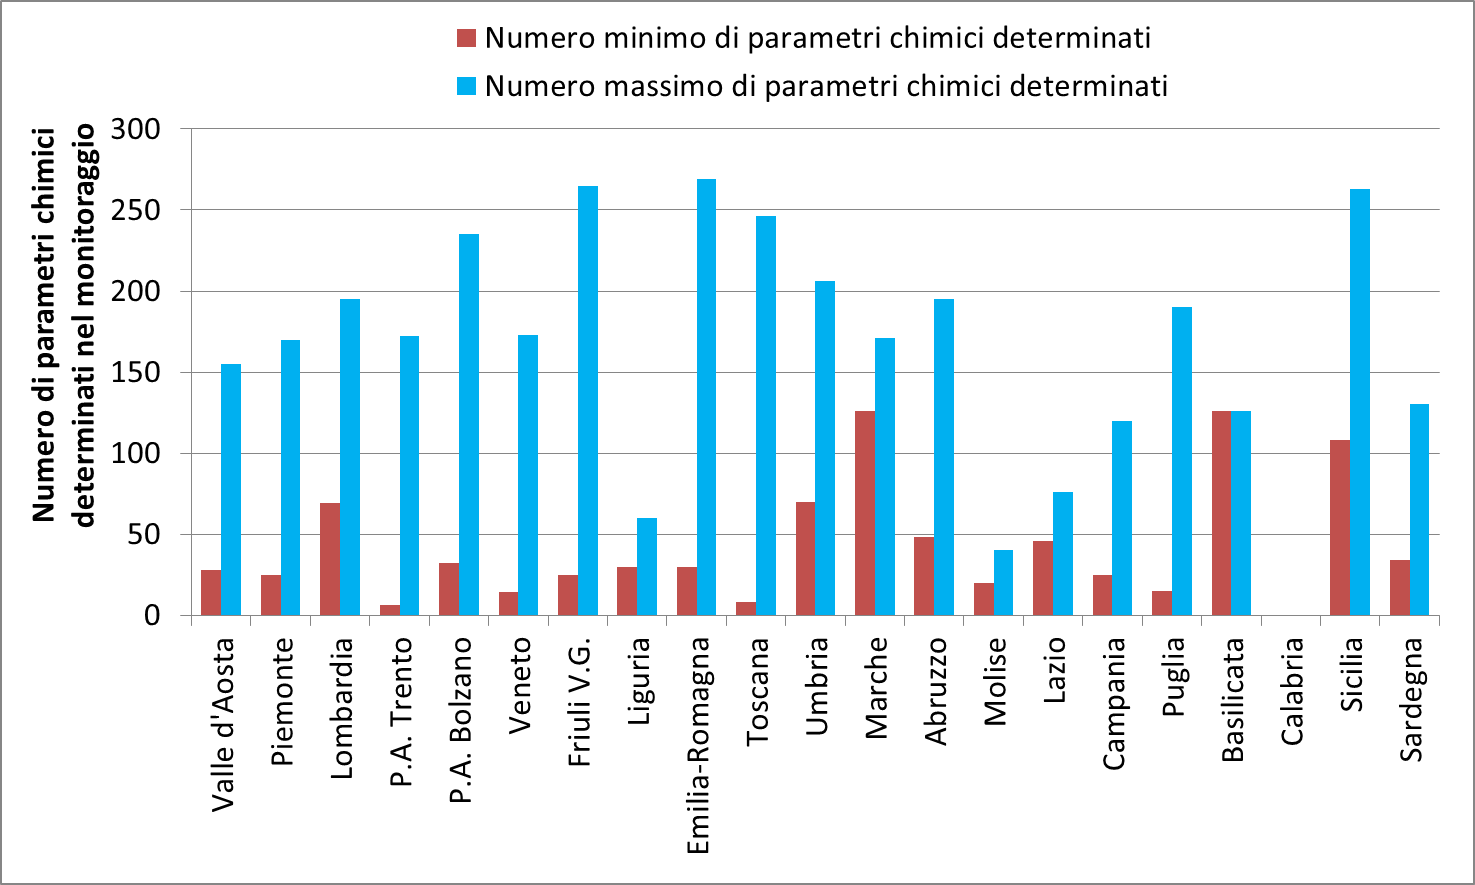 Numero minimo di parametri chimici determinati
Numero massimo di parametri chimici determinati
Numero di parametri chimici
determinati nel monitoraggio
300
250
200
150
100
50
0
Valle d'Aosta
Piemonte
Lombardia
P.A. Trento
P.A. Bolzano
Veneto
Friuli V.G.
Liguria
Emilia-Romagna
Toscana
Umbria
Marche
Abruzzo
Molise
Lazio
Campania
Puglia
Basilicata
Calabria
Sicilia
Sardegna